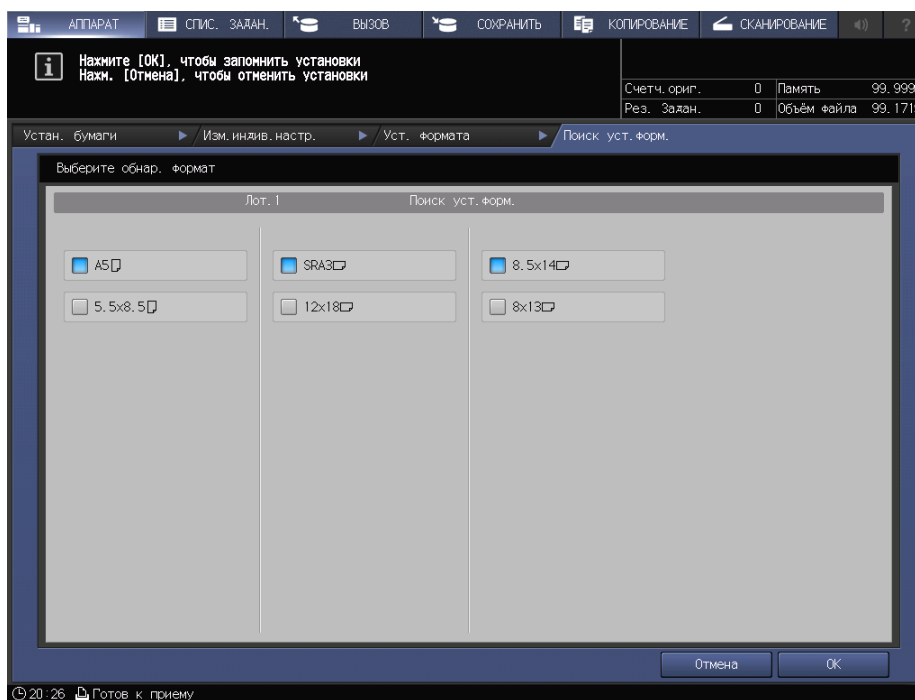 АППАРАТ СПИС. ЗАДАН. ВЫЗОВ СОХРАНИТЬ КОПИРОВАНИЕ СКАНИРОВАНИЕ ?
Нажмите [OK], чтобы запомнить установки
Нажм. [Отмена], чтобы отменить установки
Счетч.ориг. 0 Память 99.999
Рез. Задан. 0 Объём файла 99.171
Устан. бумаги Изм.индив.настр. Уст. формата Поиск уст.форм.
Выберите обнар. формат
Лот.1 Поиск уст.форм.
A5 SRA3 8.5x14
5.5x8.5 12x18 8x13
Отмена OK
20:26 Готов к приему